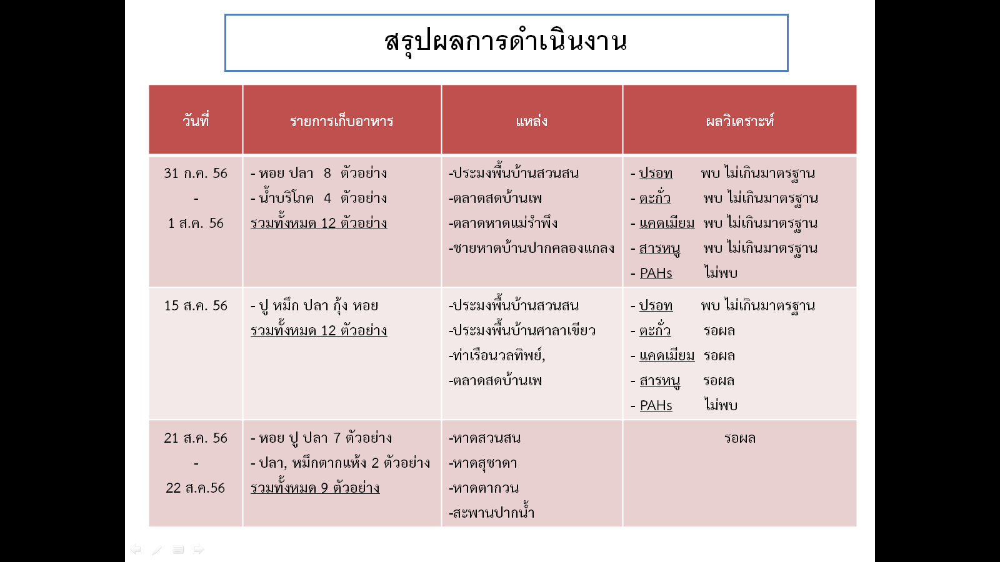 สรุปผลการดำเนินงาน
วันที่ รายการเก็บอาหาร แหล่ง ผลวิเคราะห์
31 ก.ค. 56
-
1 ส.ค. 56
- หอย ปลา 8 ตัวอย่าง
- น้ำบริโภค 4 ตัวอย่าง
รวมทั้งหมด 12 ตัวอย่าง
-ประมงพื้นบ้านสวนสน
-ตลาดสดบ้านเพ
-ตลาดหาดแม่รำพึง
-ชายหาดบ้านปากคลองแกลง
- ปรอท พบ ไม่เกินมาตรฐาน
- ตะกั่ว พบ ไม่เกินมาตรฐาน
- แคดเมียม พบ ไม่เกินมาตรฐาน
- สารหนู พบ ไม่เกินมาตรฐาน
- PAHs ไม่พบ
15 ส.ค. 56
- ปู หมึก ปลา กุ้ง หอย
รวมทั้งหมด 12 ตัวอย่าง
-ประมงพื้นบ้านสวนสน
-ประมงพื้นบ้านศาลาเขียว
-ท่าเรือนวลทิพย์,
-ตลาดสดบ้านเพ
- ปรอท พบ ไม่เกินมาตรฐาน
- ตะกั่ว รอผล
- แคดเมียม รอผล
- สารหนู รอผล
- PAHs ไม่พบ
21 ส.ค. 56
-
22 ส.ค.56
- หอย ปู ปลา 7 ตัวอย่าง
- ปลา, หมึกตากแห้ง 2 ตัวอย่าง
รวมทั้งหมด 9 ตัวอย่าง
-หาดสวนสน
-หาดสุชาดา
-หาดตากวน
-สะพานปากน้ำ
รอผล